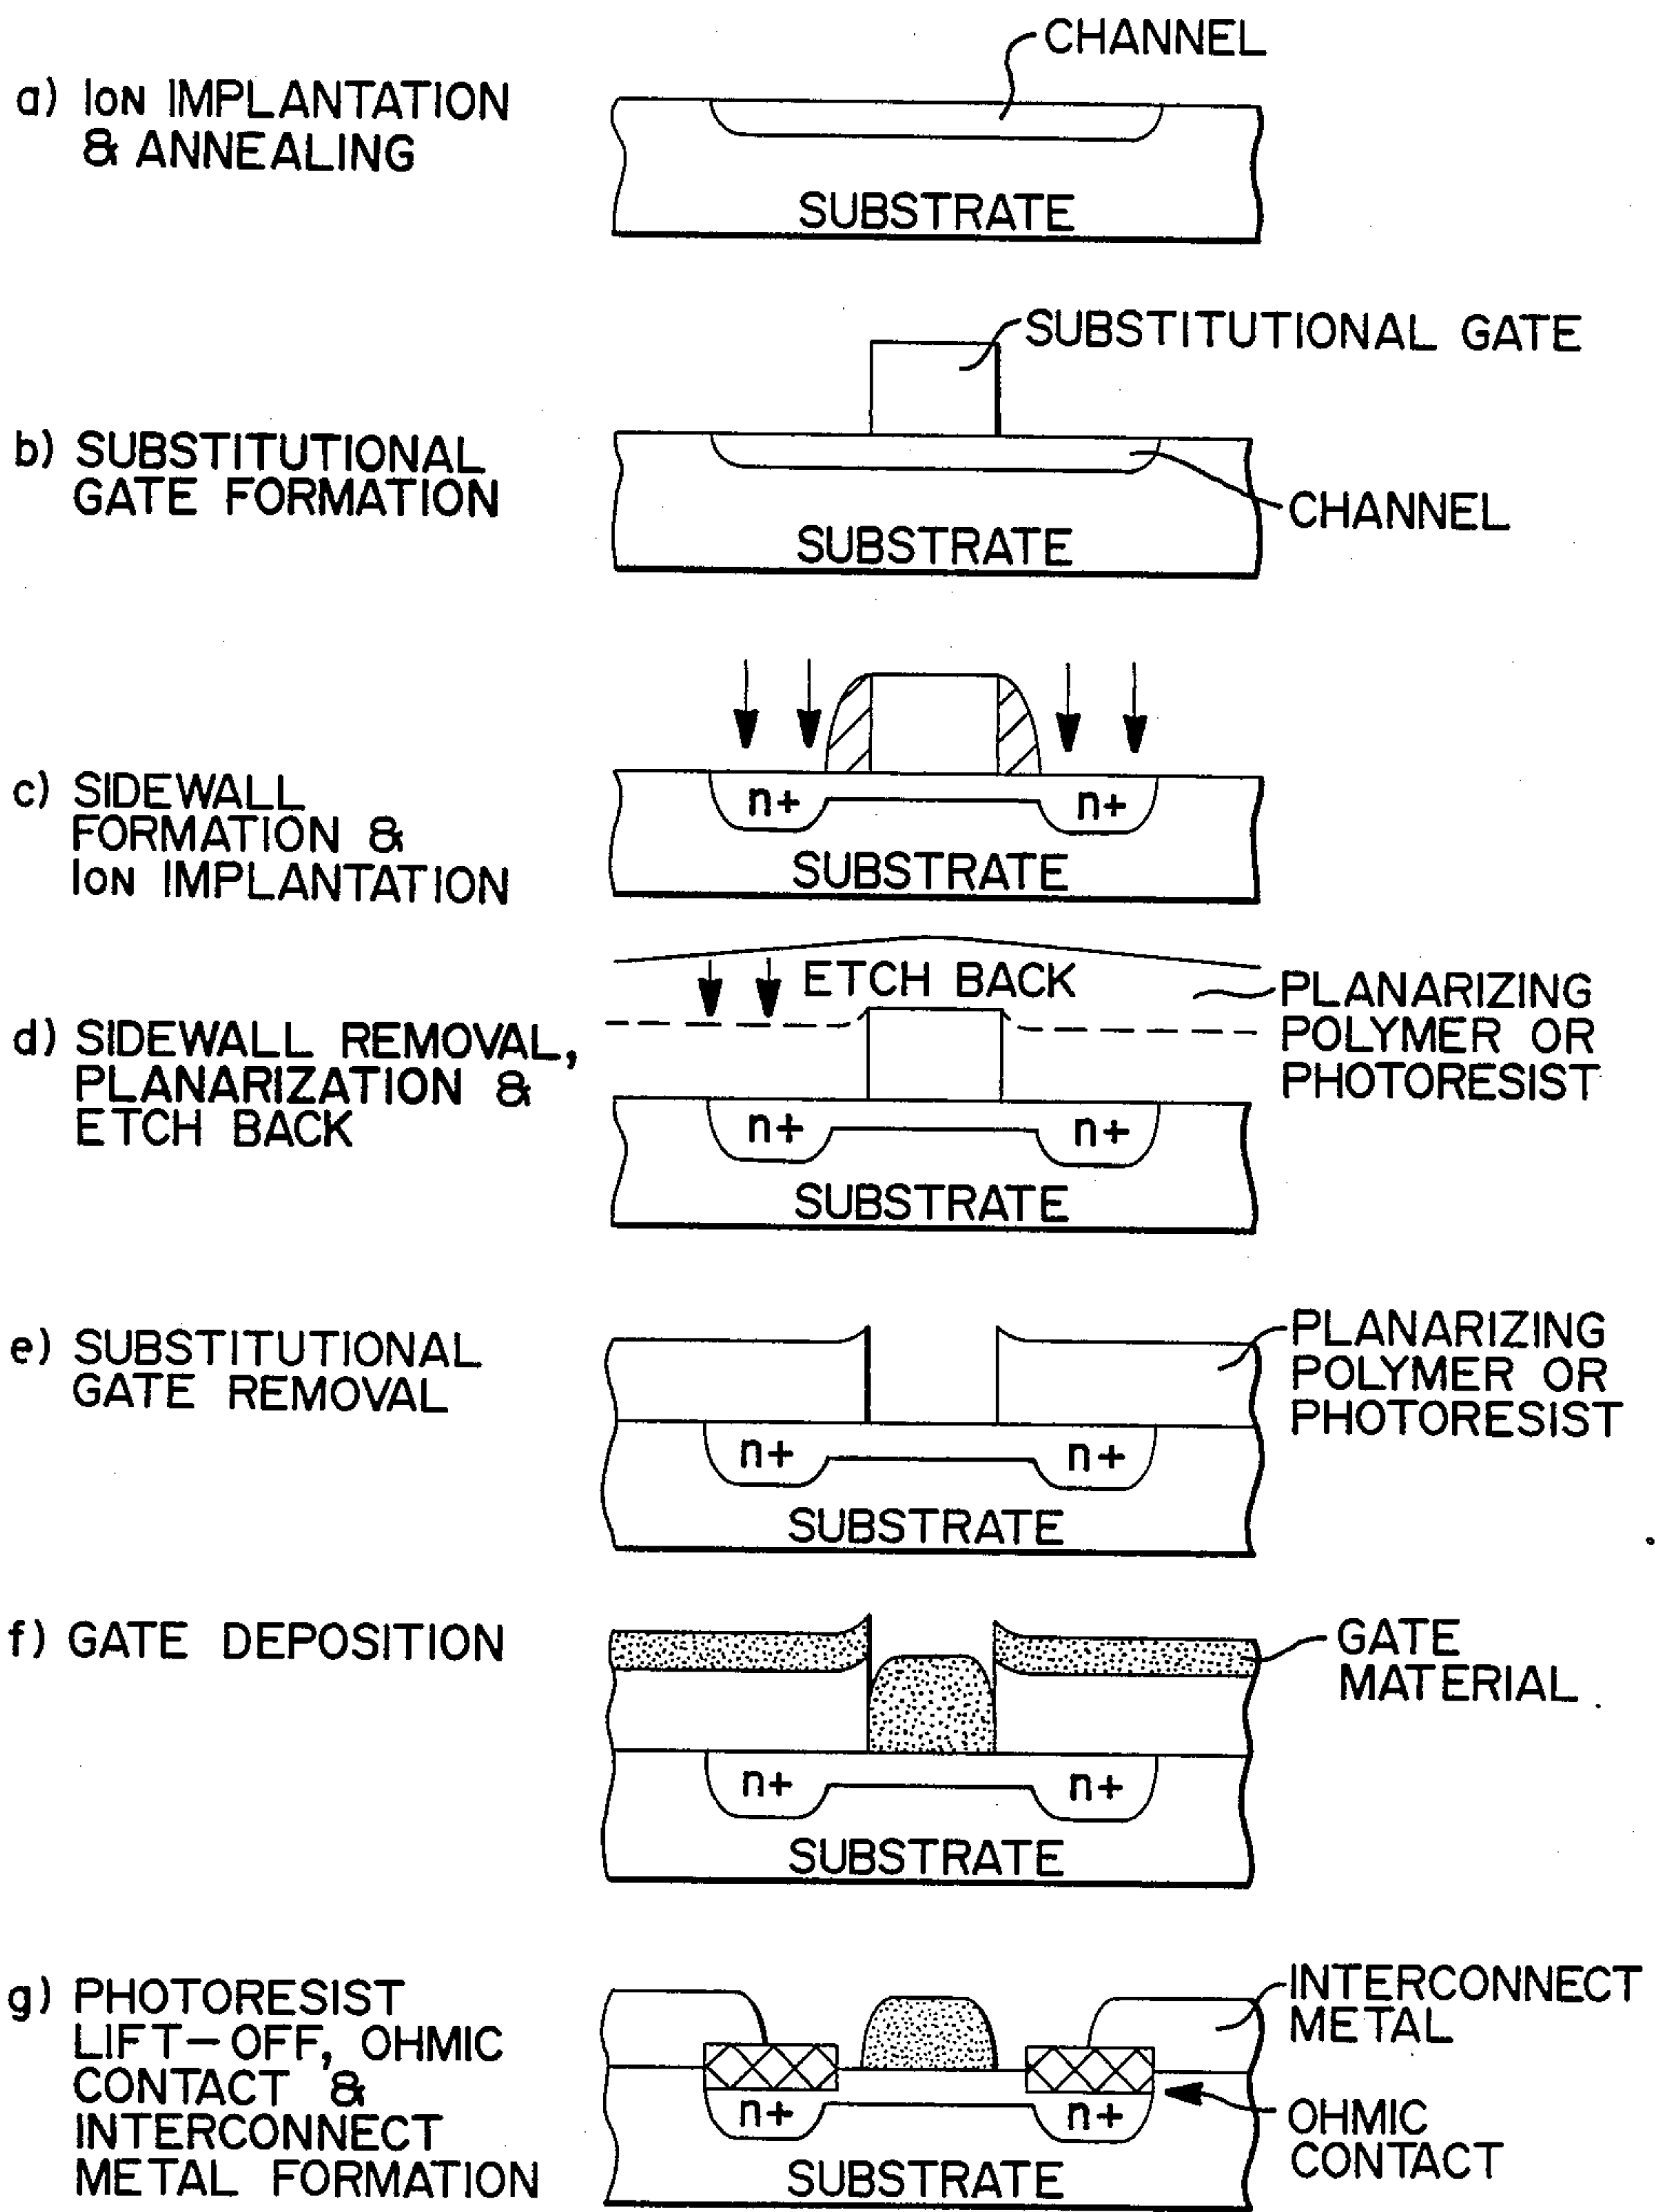 CHANNEL
a) ION IMPLANTATION
& ANNEALING
SUBSTRATE
SUBSTITUTIONAL GATE
b) SUBSTITUTIONAL
GATE FORMATION
CHANNEL
SUBSTRATE
c) SIDEWALL
FORMATION &
ION IMPLANTATION
n+ n+
SUBSTRATE
ETCH BACK
PLANARIZING
POLYMER OR
PHOTORESIST
d) SIDEWALL REMOVAL,
PLANARIZATION &
ETCH BACK
n+ n+
SUBSTRATE
e) SUBSTITUTIONAL
GATE REMOVAL
PLANARIZING
POLYMER OR
PHOTORESIST
n+ n+
SUBSTRATE
f) GATE DEPOSITION
GATE
MATERIAL
n+ n+
SUBSTRATE
g) PHOTORESIST
LIFT-OFF, OHMIC
CONTACT &
INTERCONNECT
METAL FORMATION
INTERCONNECT
METAL
n+ n+
OHMIC
CONTACT
SUBSTRATE